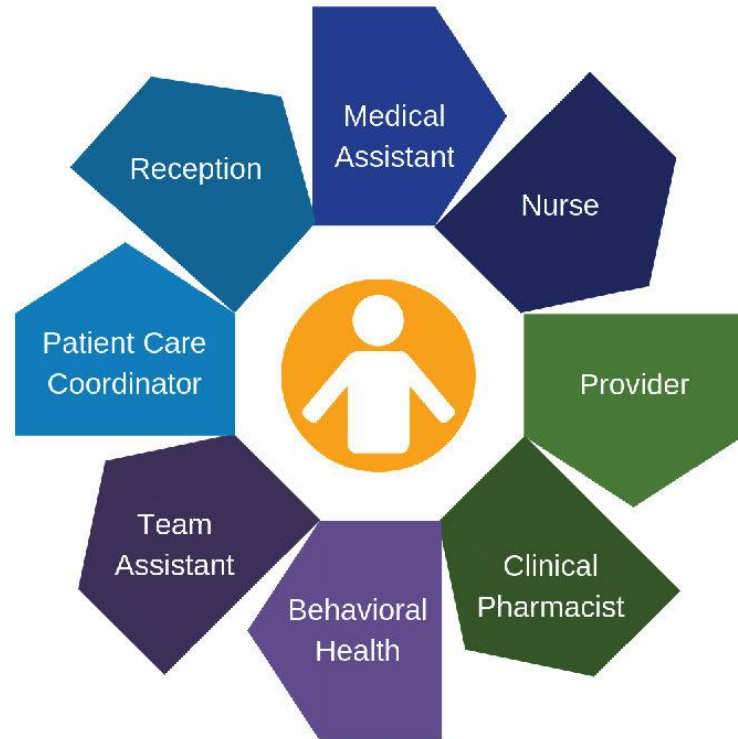 Medical
Assistant
Nurse
Provider
Clinical
Pharmacist
Behavioral
Health
Team
Assistant
Patient Care
Coordinator
Reception